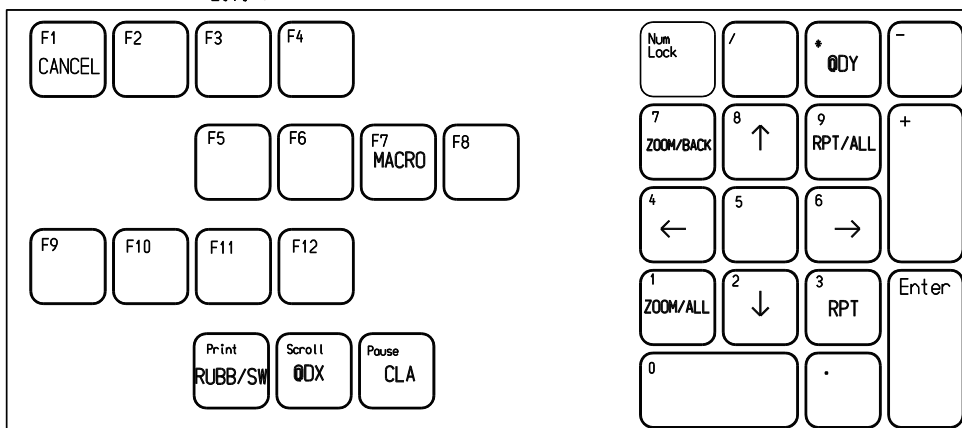 F1
CANCEL
F2
F3
F4
F5
F6
F7
MACRO
F8
F9
F10
F11
F12
Print
RUBB/SW
Scroll
@DX
Pause
CLA
Num
Lock
/
*
@DY
-
7
ZOOM/BACK
8
↑
9
RPT/ALL
+
4
←
5
6
→
1
ZOOM/ALL
2
↓
3
RPT
Enter
0
.